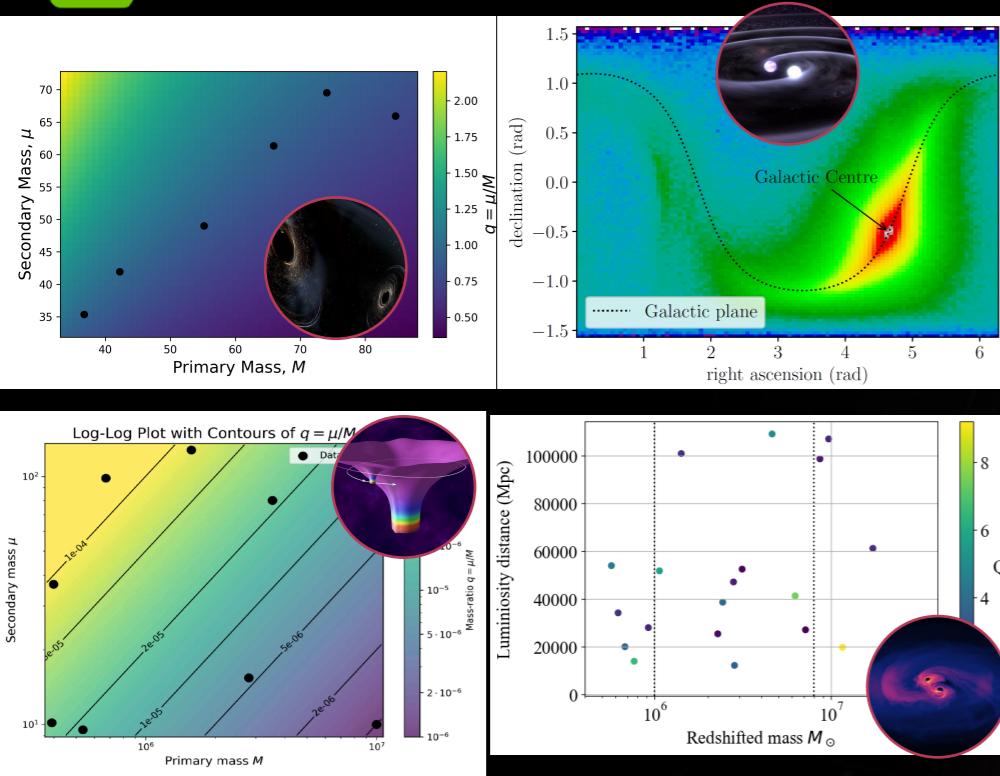 70
65
60
55
50
45
40
35
Secondary Mass, μ
40
50
60
70
80
Primary Mass, M
2.00
1.75
1.50
1.25
1.00
0.75
0.50
q = μ/M
1.5
1.0
0.5
0.0
−0.5
−1.0
−1.5
declination (rad)
Galactic Centre
Galactic plane
1
2
3
4
5
6
right ascension (rad)
Log-Log Plot with Contours of q = μ/M
10²
10¹
Secondary mass μ
1e-04
2e-05
1e-05
5e-06
2e-06
10⁶
10⁷
Primary mass M
10⁻⁵
5·10⁻⁶
2·10⁻⁶
10⁻⁶
Mass-ratio q = μ/M
100000
80000
60000
40000
20000
0
Luminiosity distance (Mpc)
10⁶
10⁷
Redshifted mass M⊙
8
6
4